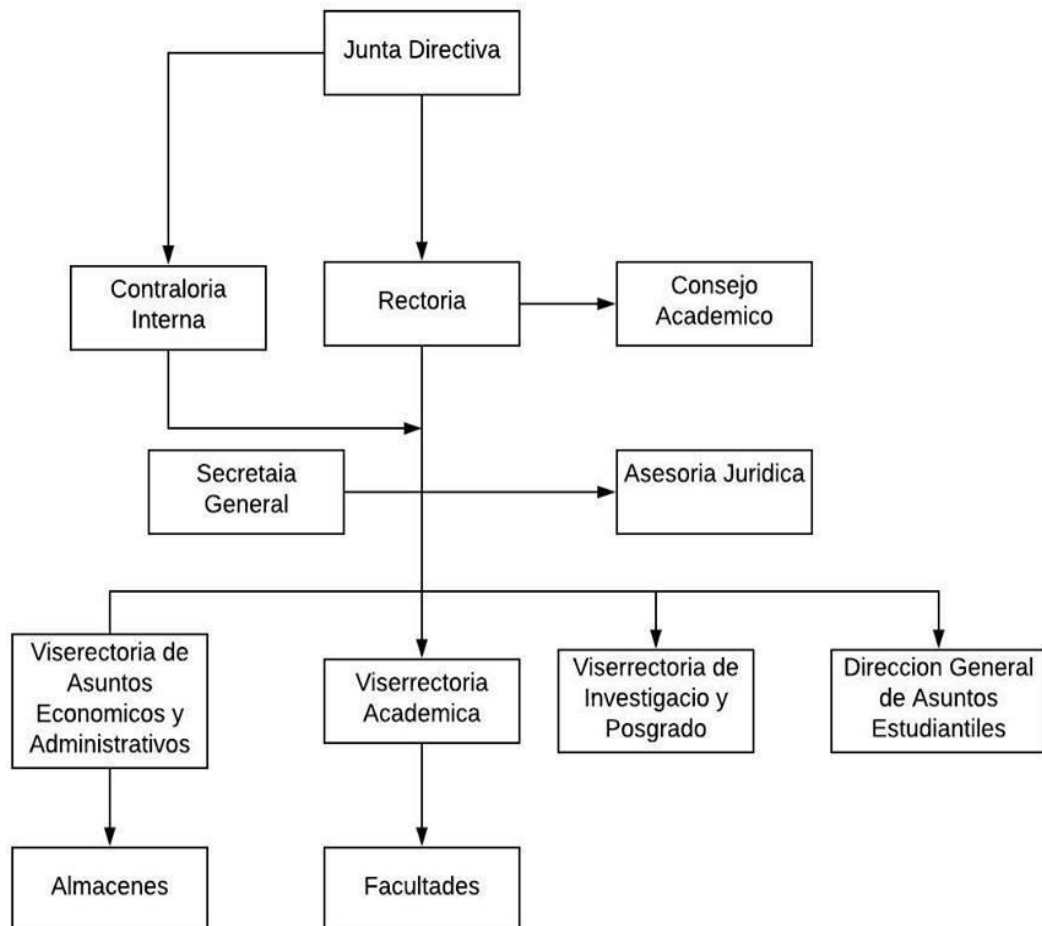 Junta Directiva
Contraloria
Interna
Rectoria
Consejo
Academico
Secretaia
General
Asesoria Juridica
Viserectoria de
Asuntos
Economicos y
Administrativos
Viserrectoria
Academica
Viserrectoria de
Investigacio y
Posgrado
Direccion General
de Asuntos
Estudiantiles
Almacenes
Facultades